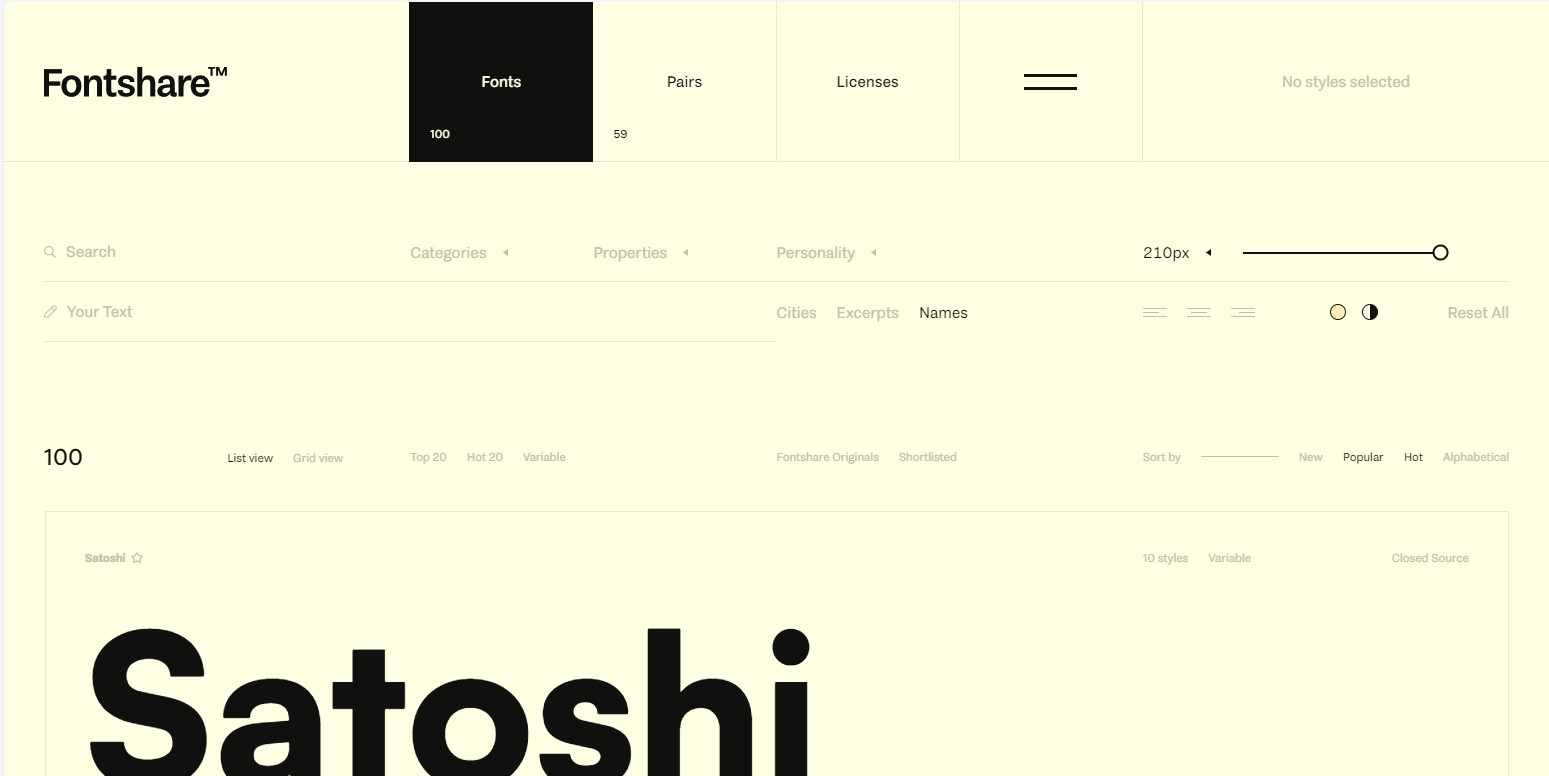 Fontshare™
Fonts
Pairs
Licenses
No styles selected
100
59
Search
Categories
Properties
Personality
210px
Your Text
Cities Excerpts Names
Reset All
100
List view Grid view
Top 20 Hot 20 Variable
Fontshare Originals Shortlisted
Sort by New Popular Hot Alphabetical
Satoshi
10 styles Variable
Closed Source
Satoshi